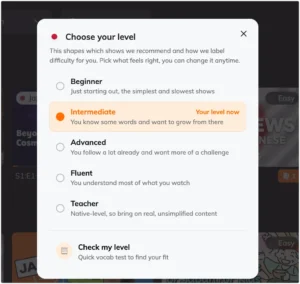 Choose your level
This shapes which shows we recommend and how we label
difficulty for you. Pick what feels right, you can change it anytime.
Beginner
Just starting out, the simplest and slowest shows
Intermediate
Your level now
You know some words and want to grow from there
Advanced
You follow a lot already and want more of a challenge
Fluent
You understand most of what you watch
Teacher
Native-level, so bring on real, unsimplified content
Check my level
Quick vocab test to find your fit
Easy
Easy